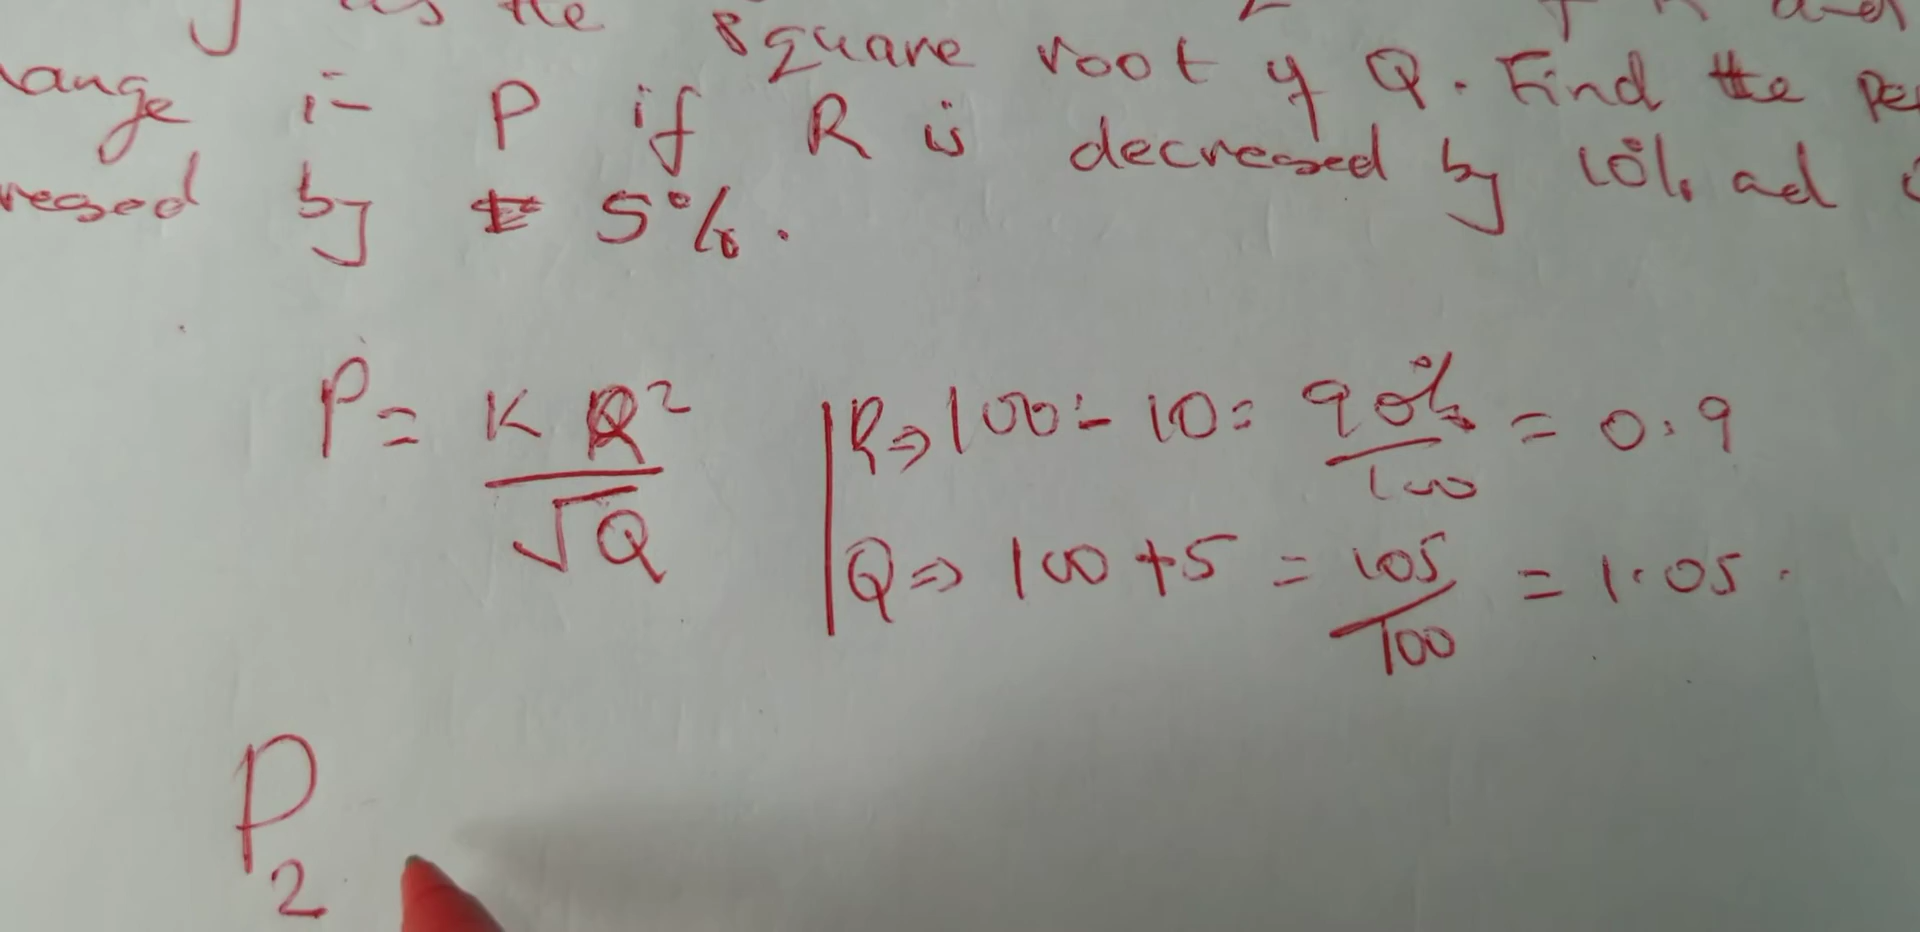 the
square root of Q. Find the
ange in P if R is decreased by 10% ad
reased by 5%.
P = K R² / √Q
R ⇒ 100 - 10 = 90% / 100 = 0.9
Q ⇒ 100 + 5 = 105 / 100 = 1.05.
P₂